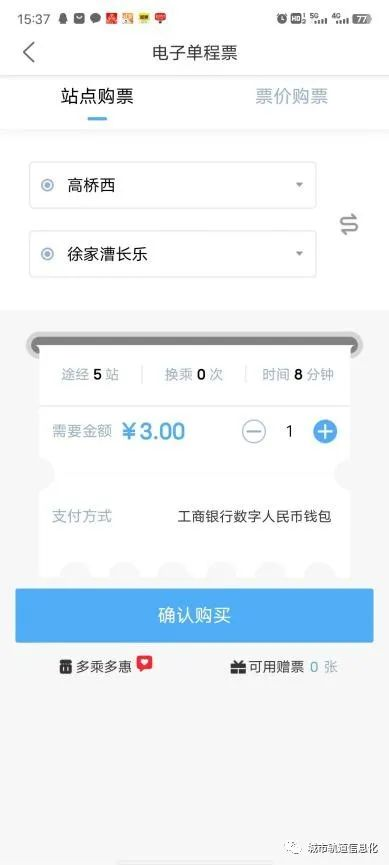 15:37 HD 5G 4G 77
电子单程票
站点购票 票价购票
高桥西
徐家漕长乐
途经 5 站 换乘 0 次 时间 8 分钟
需要金额 ¥3.00 1
支付方式 工商银行数字人民币钱包
确认购买
多乘多惠 可用赠票 0 张
城市轨道信息化